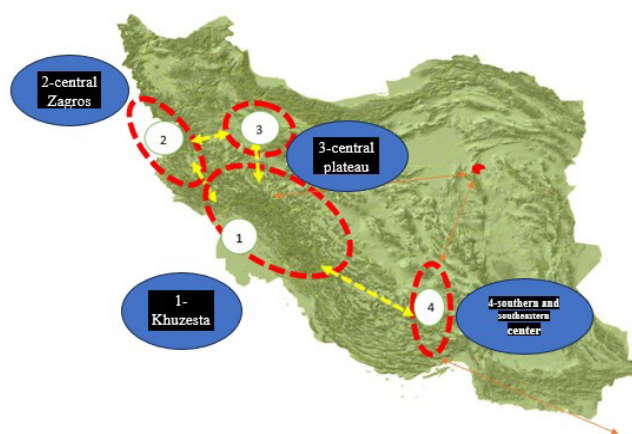 2-central
Zagros
2
3
3-central
plateau
1
1-
Khuzesta
4
4-southern and
southeastern
center